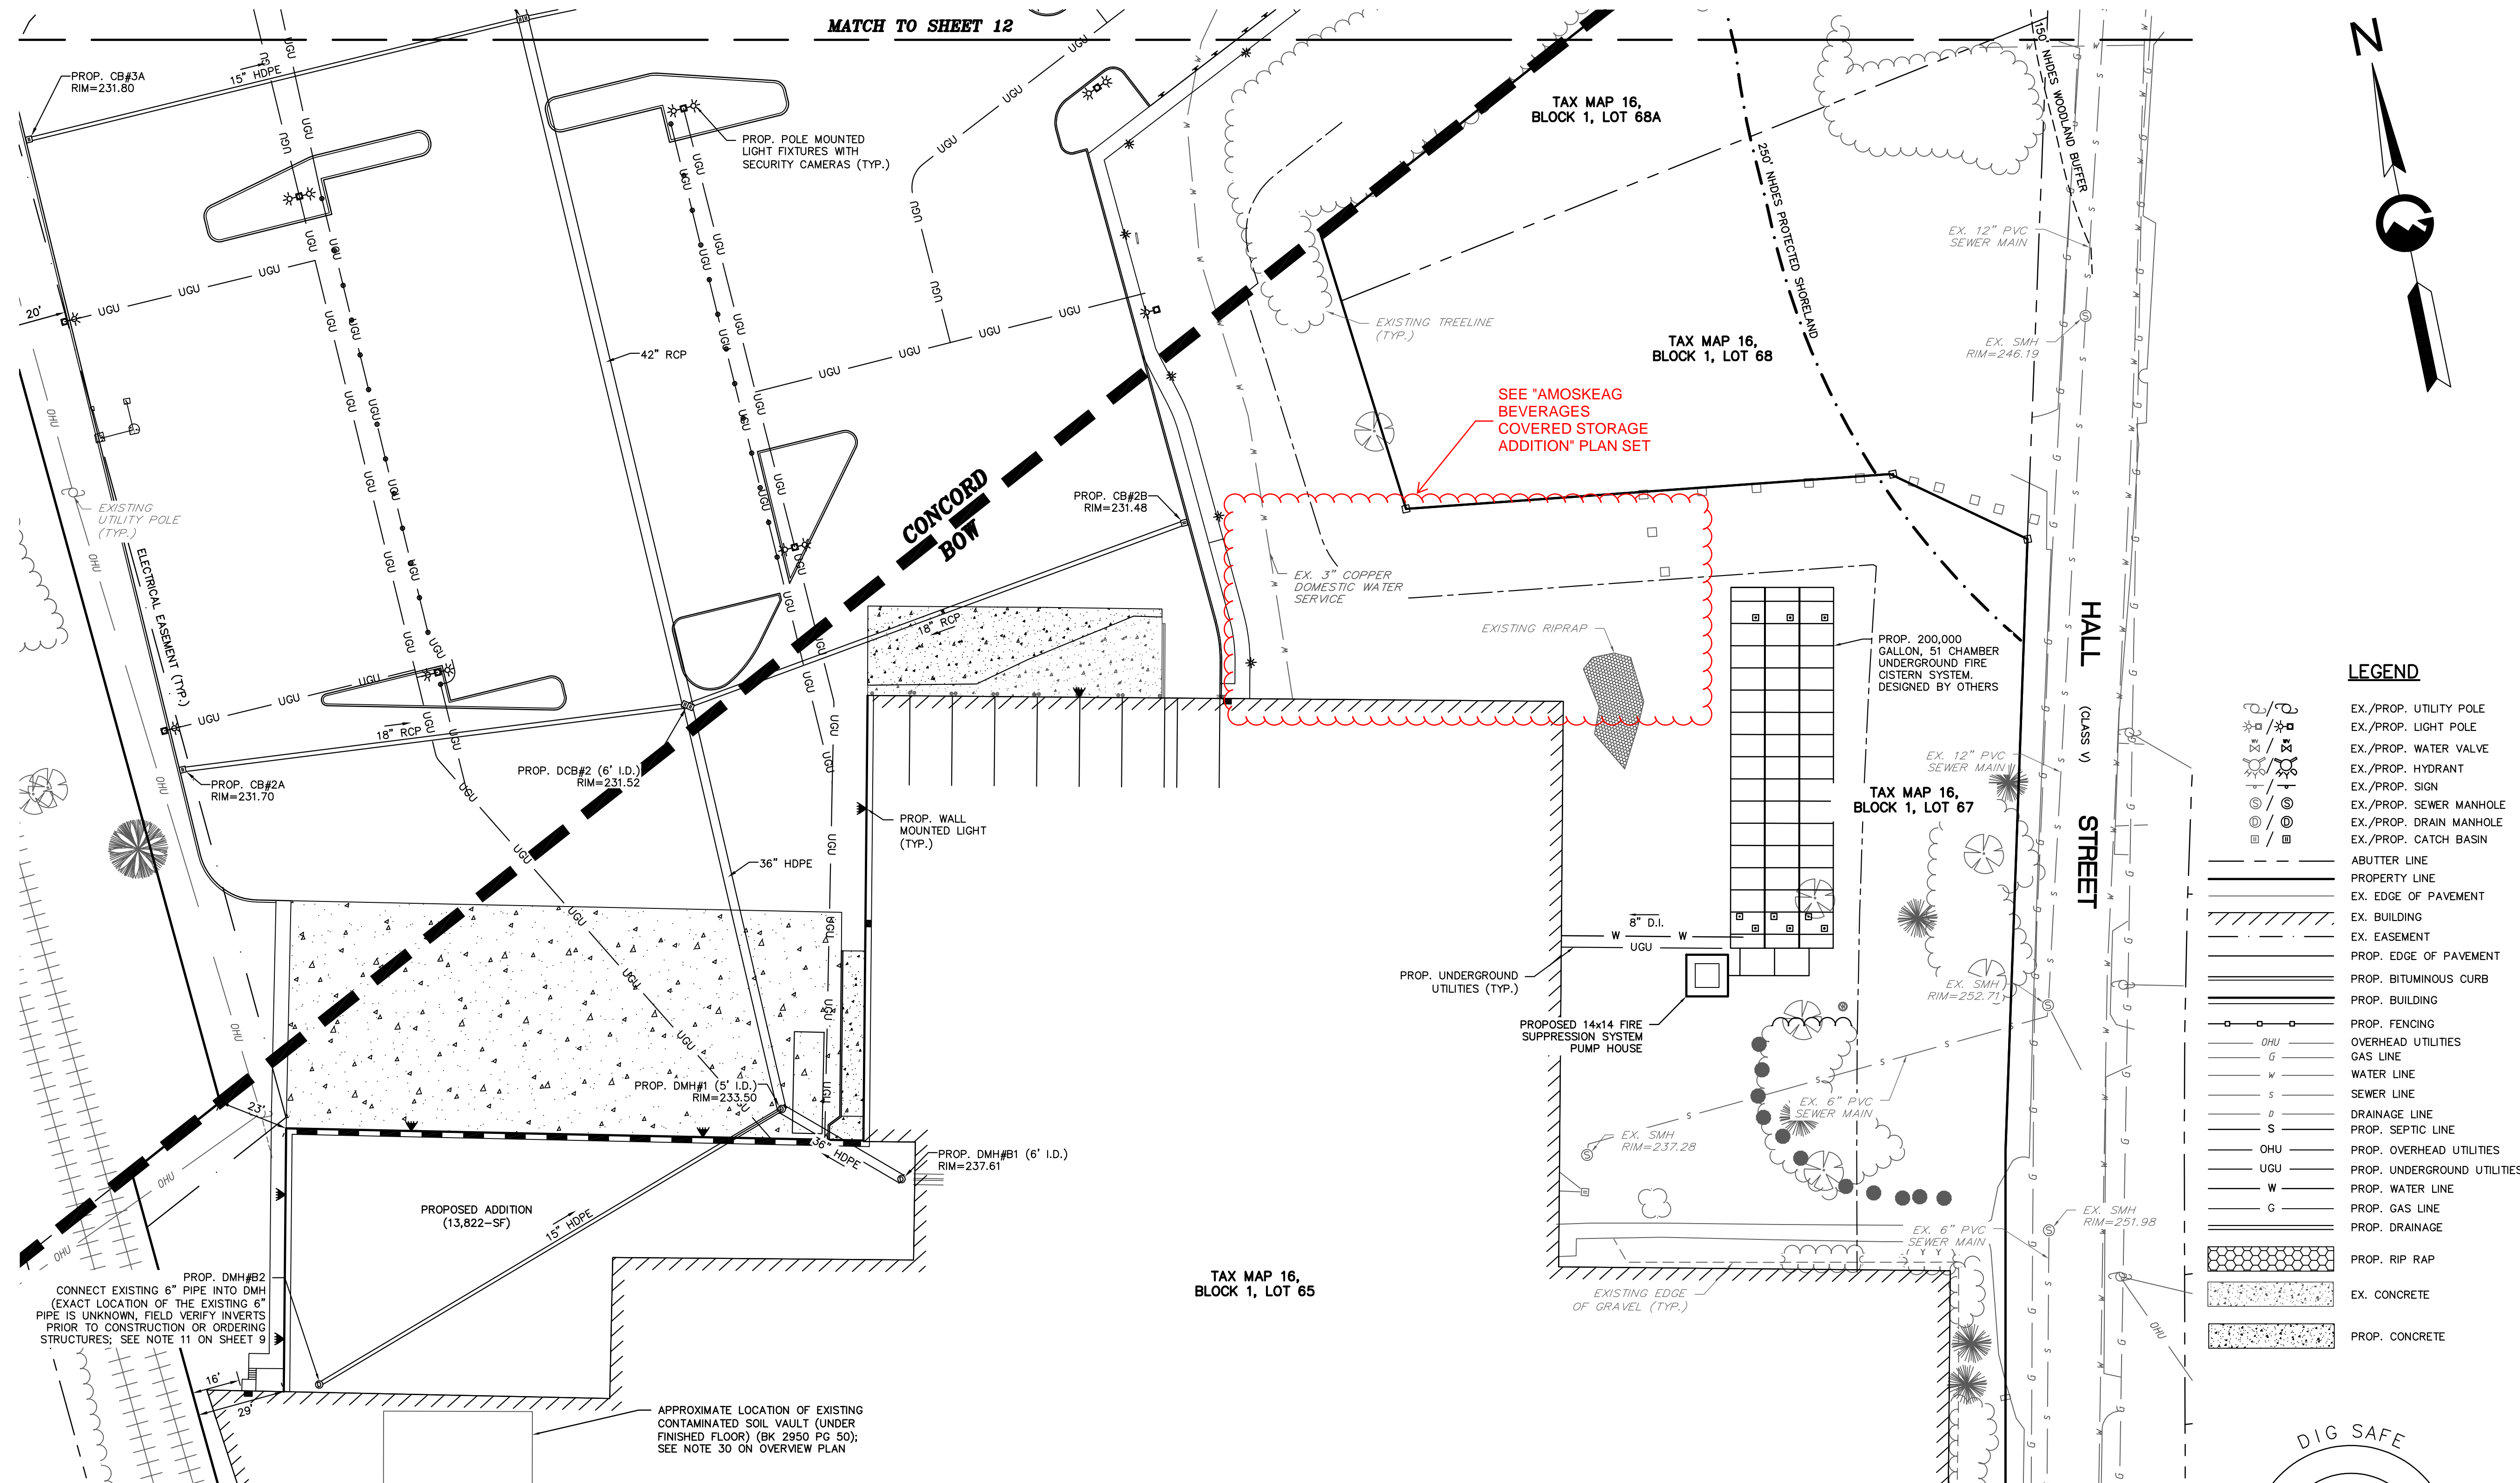 MATCH TO SHEET 12
N
PROP. CB#3A
RIM=231.80
15" HDPE
PROP. POLE MOUNTED
LIGHT FIXTURES WITH
SECURITY CAMERAS (TYP.)
TAX MAP 16,
BLOCK 1, LOT 68A
150' NHDES WOODLAND BUFFER
250' NHDES PROTECTED SHORELAND
EX. 12" PVC
SEWER MAIN
EX. SMH
RIM=246.19
20'
42" RCP
EXISTING TREELINE
(TYP.)
TAX MAP 16,
BLOCK 1, LOT 68
SEE "AMOSKEAG
BEVERAGES
COVERED STORAGE
ADDITION" PLAN SET
EXISTING
UTILITY POLE
(TYP.)
ELECTRICAL EASEMENT (TYP.)
CONCORD
BOW
PROP. CB#2B
RIM=231.48
EX. 3" COPPER
DOMESTIC WATER
SERVICE
18" RCP
EXISTING RIPRAP
PROP. 200,000
GALLON, 51 CHAMBER
UNDERGROUND FIRE
CISTERN SYSTEM.
DESIGNED BY OTHERS
HALL
(CLASS V)
STREET
18" RCP
PROP. CB#2A
RIM=231.70
PROP. DCB#2 (6' I.D.)
RIM=231.52
PROP. WALL
MOUNTED LIGHT
(TYP.)
36" HDPE
EX. 12" PVC
SEWER MAIN
TAX MAP 16,
BLOCK 1, LOT 67
8" D.I.
W
W
UGU
PROP. UNDERGROUND
UTILITIES (TYP.)
PROPOSED 14x14 FIRE
SUPPRESSION SYSTEM
PUMP HOUSE
EX. SMH
RIM=252.71
EX. 6" PVC
SEWER MAIN
EX. SMH
RIM=237.28
23'
PROP. DMH#1 (5' I.D.)
RIM=233.50
36" HDPE
PROP. DMH#B1 (6' I.D.)
RIM=237.61
PROPOSED ADDITION
(13,822-SF)
15" HDPE
PROP. DMH#B2
CONNECT EXISTING 6" PIPE INTO DMH
(EXACT LOCATION OF THE EXISTING 6"
PIPE IS UNKNOWN, FIELD VERIFY INVERTS
PRIOR TO CONSTRUCTION OR ORDERING
STRUCTURES; SEE NOTE 11 ON SHEET 9
16'
29'
APPROXIMATE LOCATION OF EXISTING
CONTAMINATED SOIL VAULT (UNDER
FINISHED FLOOR) (BK 2950 PG 50);
SEE NOTE 30 ON OVERVIEW PLAN
TAX MAP 16,
BLOCK 1, LOT 65
EX. 6" PVC
SEWER MAIN
EX. SMH
RIM=251.98
EXISTING EDGE
OF GRAVEL (TYP.)
LEGEND
EX./PROP. UTILITY POLE
EX./PROP. LIGHT POLE
EX./PROP. WATER VALVE
EX./PROP. HYDRANT
EX./PROP. SIGN
EX./PROP. SEWER MANHOLE
EX./PROP. DRAIN MANHOLE
EX./PROP. CATCH BASIN
ABUTTER LINE
PROPERTY LINE
EX. EDGE OF PAVEMENT
EX. BUILDING
EX. EASEMENT
PROP. EDGE OF PAVEMENT
PROP. BITUMINOUS CURB
PROP. BUILDING
PROP. FENCING
OHU OVERHEAD UTILITIES
G GAS LINE
W WATER LINE
S SEWER LINE
D DRAINAGE LINE
S PROP. SEPTIC LINE
OHU PROP. OVERHEAD UTILITIES
UGU PROP. UNDERGROUND UTILITIES
W PROP. WATER LINE
G PROP. GAS LINE
PROP. DRAINAGE
PROP. RIP RAP
EX. CONCRETE
PROP. CONCRETE
DIG SAFE